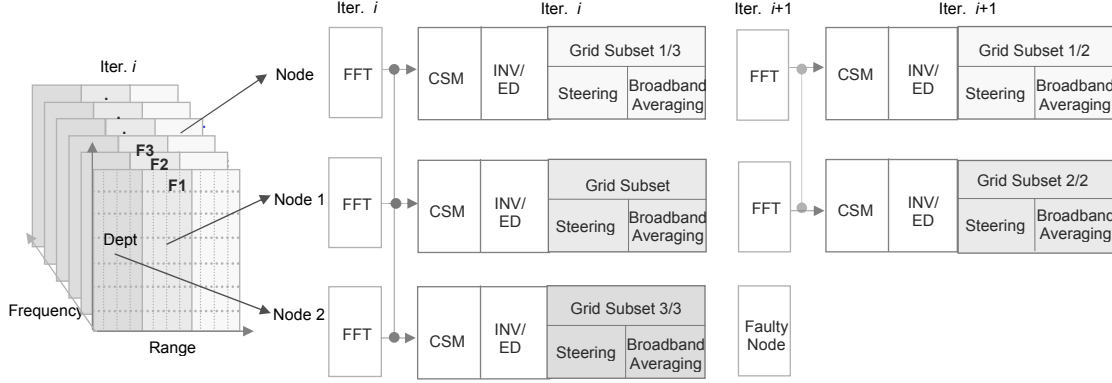 Iter. i
Iter. i
Iter. i+1
Iter. i+1
Iter. i
Node
FFT
CSM
INV/
ED
Grid Subset 1/3
Steering
Broadband
Averaging
FFT
CSM
INV/
ED
Grid Subset 1/2
Steering
Broadband
Averaging
F3
F2
F1
Dept
Node 1
FFT
CSM
INV/
ED
Grid Subset
Steering
Broadband
Averaging
FFT
CSM
INV/
ED
Grid Subset 2/2
Steering
Broadband
Averaging
Frequency
Range
Node 2
FFT
CSM
INV/
ED
Grid Subset 3/3
Steering
Broadband
Averaging
Faulty
Node